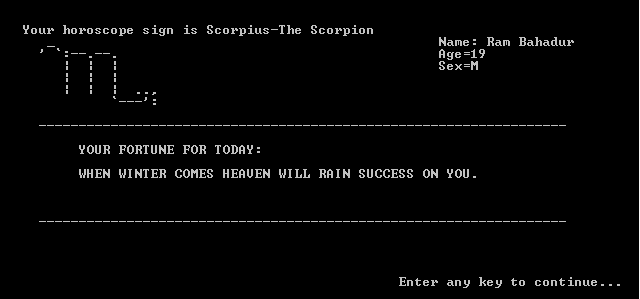 Your horoscope sign is Scorpius-The Scorpion
Name: Ram Bahadur
Age=19
Sex=M
YOUR FORTUNE FOR TODAY:
WHEN WINTER COMES HEAVEN WILL RAIN SUCCESS ON YOU.
Enter any key to continue...